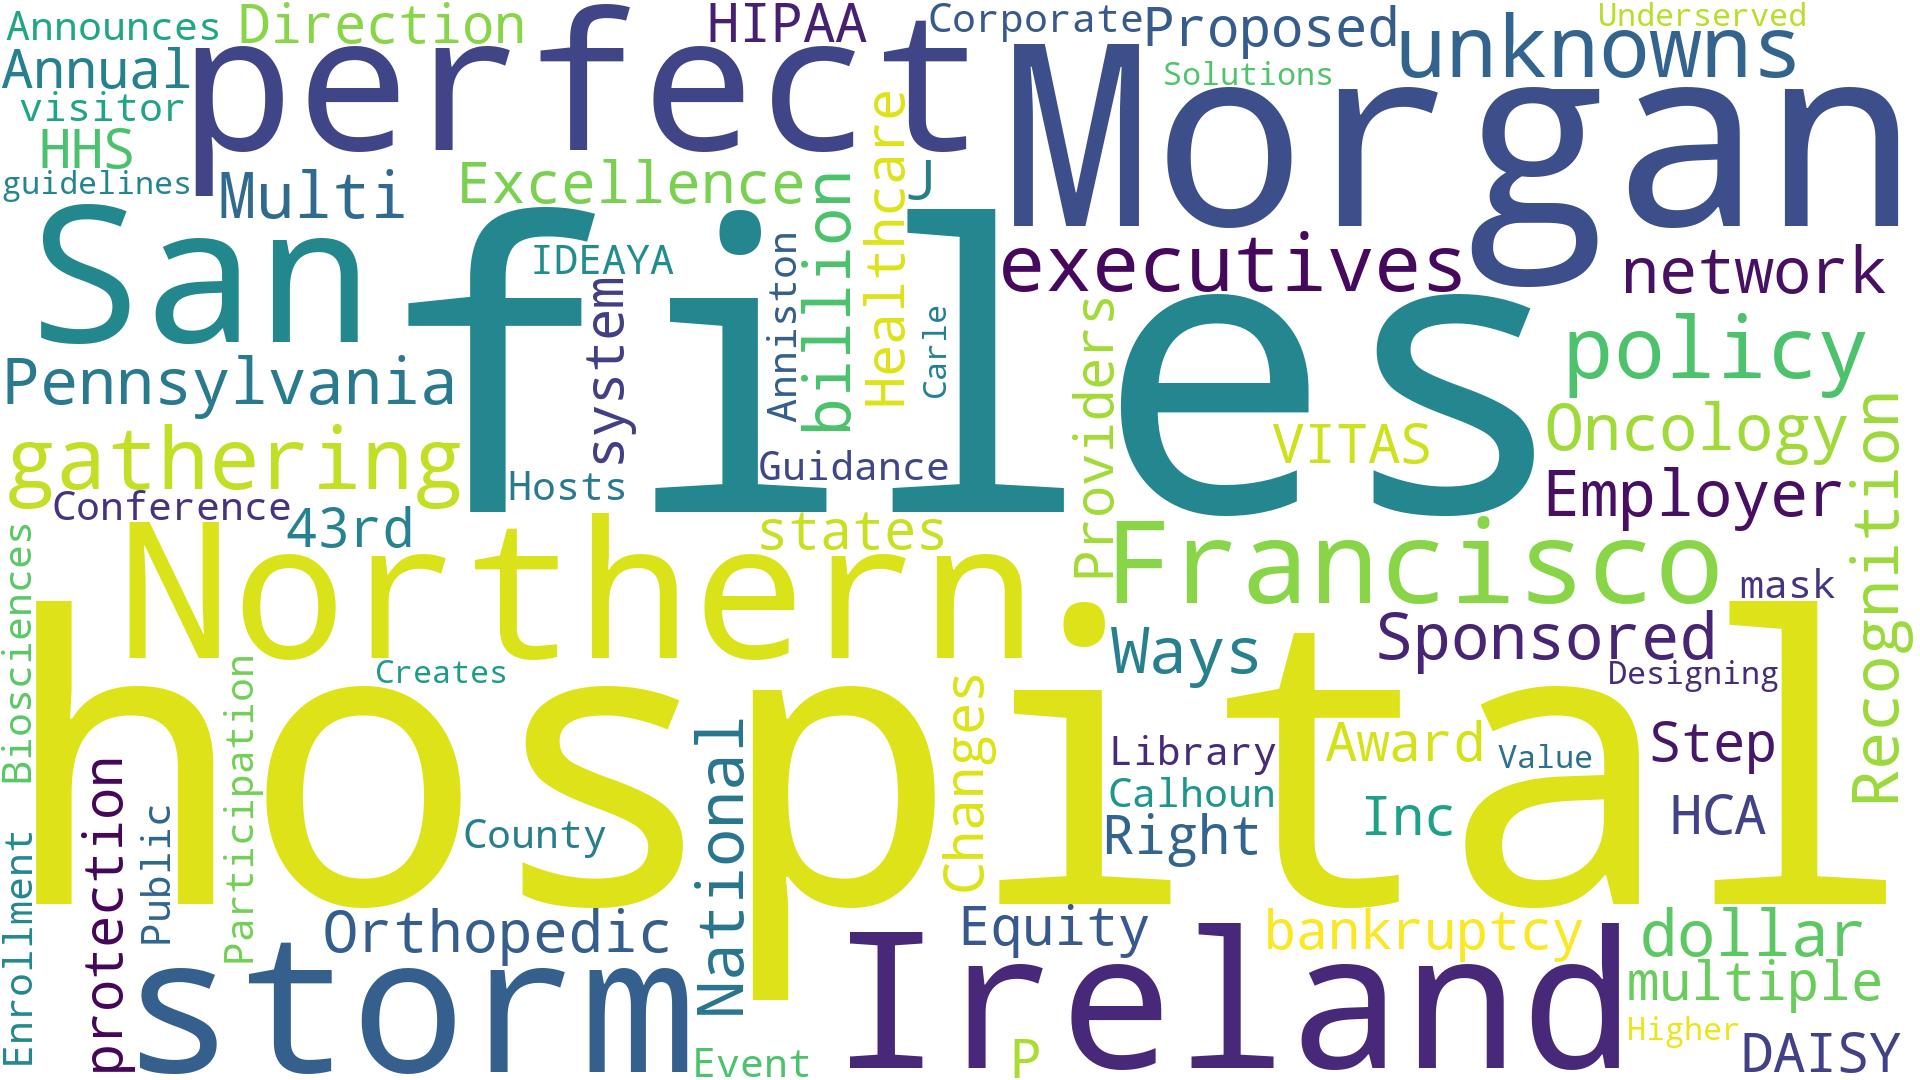 Announces
Direction
HIPAA
Corporate
Proposed
Underserved
Annual
perfect
Morgan
unknowns
Solutions
visitor
HHS
guidelines
Multi
Excellence
J
Healthcare
billion
San
files
IDEAYA
Anniston
system
Carle
executives
network
Providers
policy
Pennsylvania
gathering
VITAS
Oncology
Recognition
Guidance
Hosts
Conference
43rd
Employer
states
Northern
Francisco
mask
Biosciences
hospital
Creates
Ways
Sponsored
Designing
Participation
National
Changes
Library
Award
Value
Step
Calhoun
County
Right
Inc
HCA
protection
Public
Enrollment
Orthopedic
Equity
bankruptcy
dollar
storm
Ireland
multiple
Higher
Event
P
DAISY